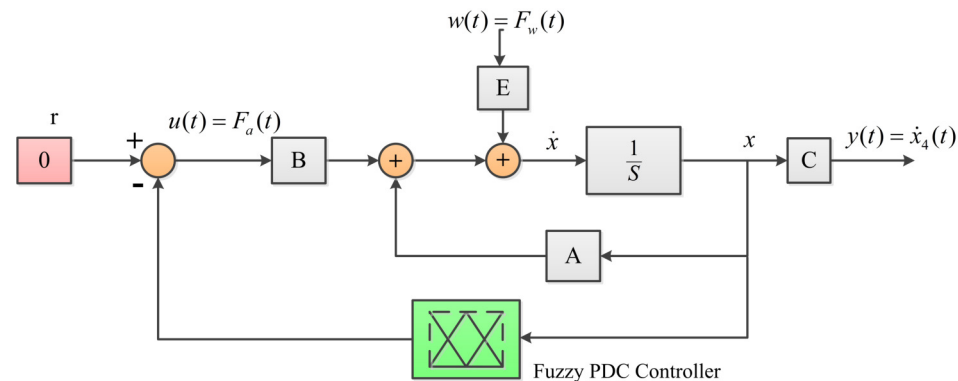 w(t) = F_w(t)
E
r
+
u(t) = F_a(t)
ẋ
x
y(t) = ẋ_4(t)
0
B
+
+
1
S
C
-
A
Fuzzy PDC Controller